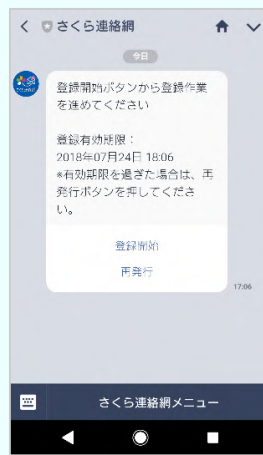 さくら連絡網
今日
登録開始ボタンから登録作業
を進めてください
登録有効期限：
2018年07月24日 18:06
*有効期限を過ぎた場合は、再
発行ボタンを押してくださ
い。
登録開始
再発行
17:06
さくら連絡網メニュー